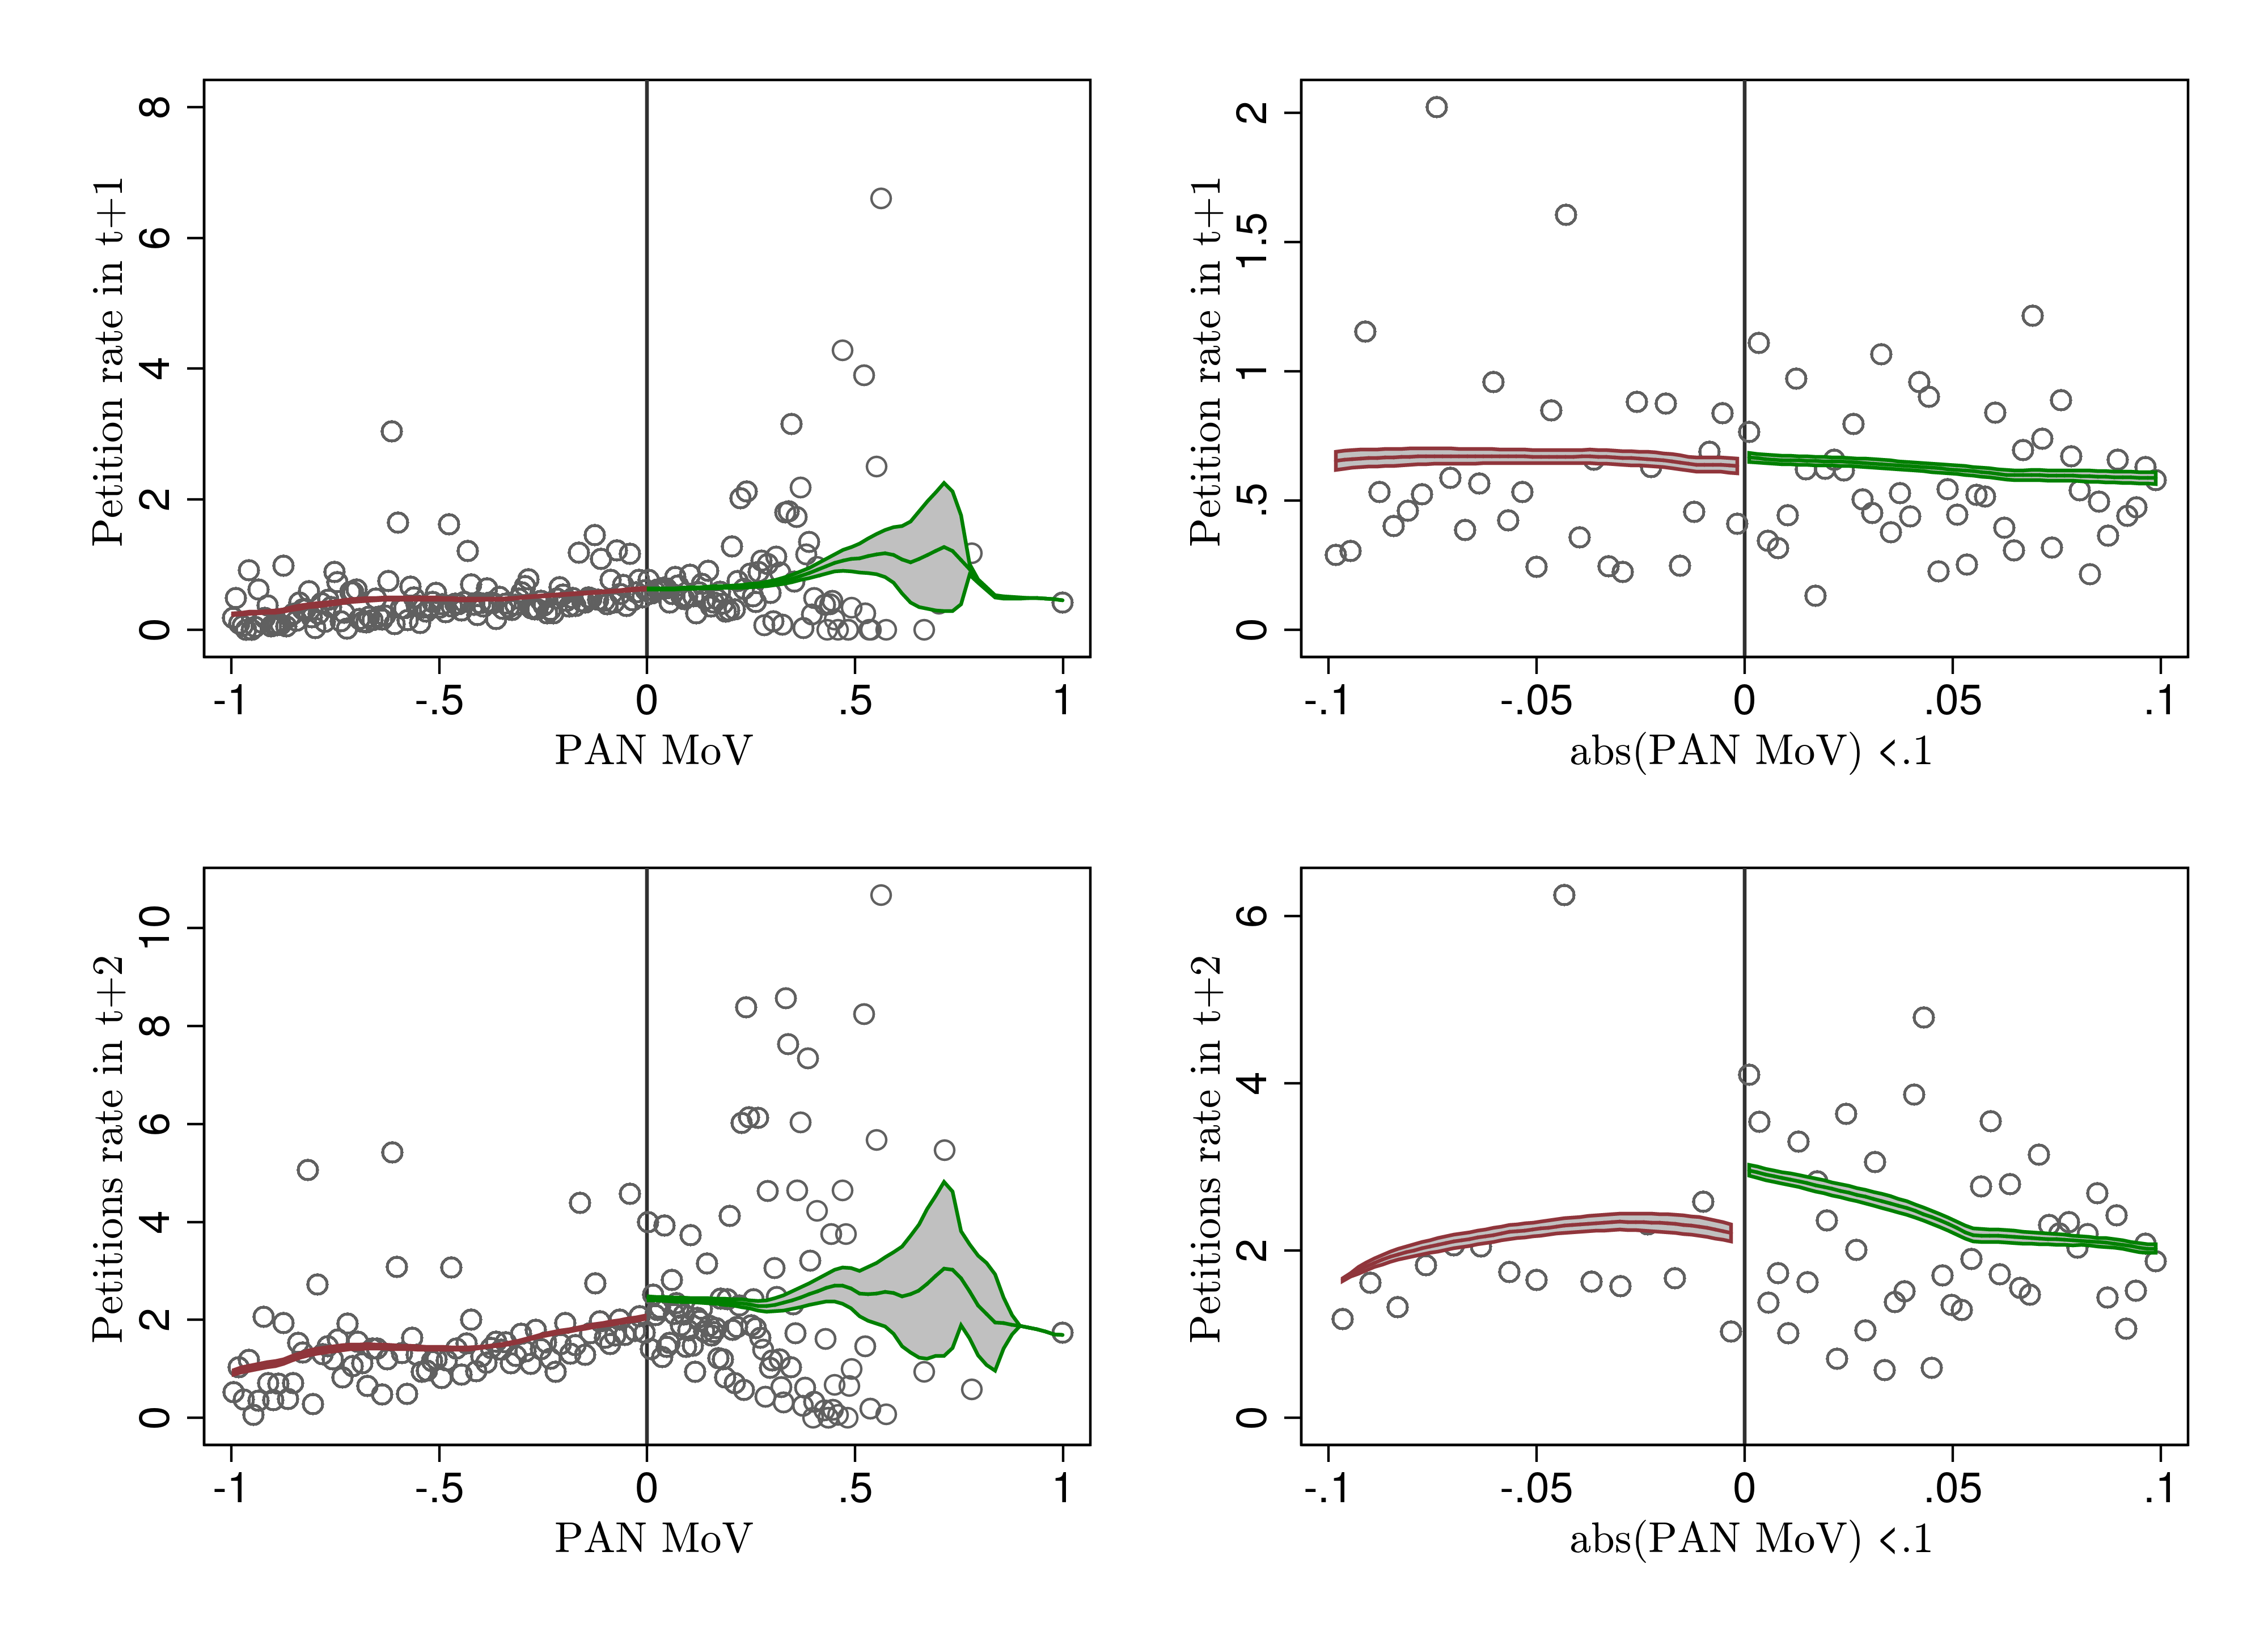 Petition rate in t+1
8
6
4
2
0
-1 -.5 0 .5 1
PAN MoV
Petition rate in t+1
2
1.5
1
.5
0
-.1 -.05 0 .05 .1
abs(PAN MoV) <.1
Petitions rate in t+2
10
8
6
4
2
0
-1 -.5 0 .5 1
PAN MoV
Petitions rate in t+2
6
4
2
0
-.1 -.05 0 .05 .1
abs(PAN MoV) <.1